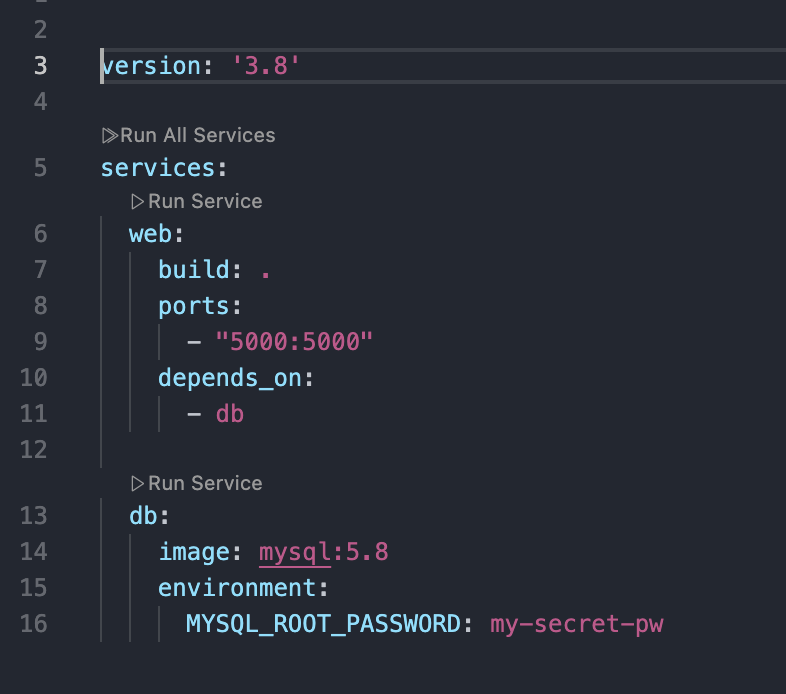 2
3 version: '3.8'
4
Run All Services
5 services:
Run Service
6 web:
7 build: .
8 ports:
9 - "5000:5000"
10 depends_on:
11 - db
12
Run Service
13 db:
14 image: mysql:5.8
15 environment:
16 MYSQL_ROOT_PASSWORD: my-secret-pw